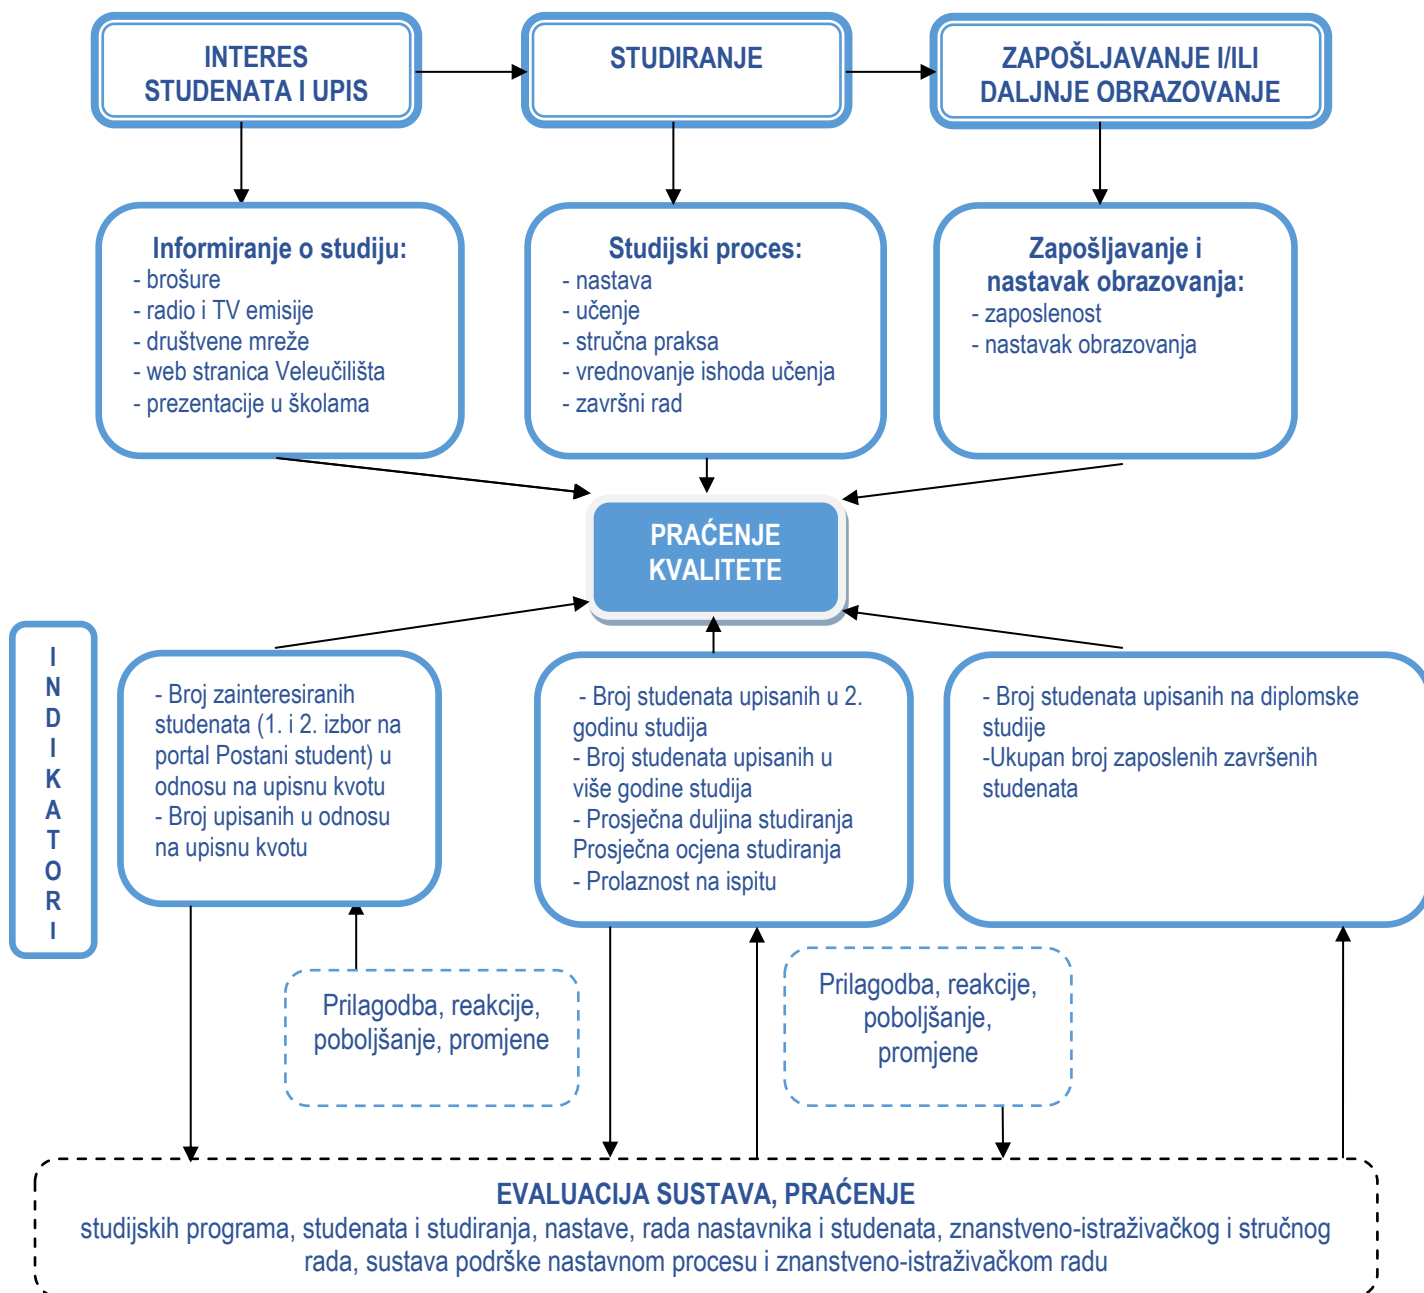 INTERES
STUDENATA I UPIS
STUDIRANJE
ZAPOŠLJAVANJE I/ILI
DALJNJE OBRAZOVANJE
Informiranje o studiju:
- brošure
- radio i TV emisije
- društvene mreže
- web stranica Veleučilišta
- prezentacije u školama
Studijski proces:
- nastava
- učenje
- stručna praksa
- vrednovanje ishoda učenja
- završni rad
Zapošljavanje i
nastavak obrazovanja:
- zaposlenost
- nastavak obrazovanja
PRAĆENJE
KVALITETE
I
N
D
I
K
A
T
O
R
I
- Broj zainteresiranih
studenata (1. i 2. izbor na
portal Postani student) u
odnosu na upisnu kvotu
- Broj upisanih u odnosu
na upisnu kvotu
- Broj studenata upisanih u 2.
godinu studija
- Broj studenata upisanih u
više godine studija
- Prosječna duljina studiranja
Prosječna ocjena studiranja
- Prolaznost na ispitu
- Broj studenata upisanih na diplomske
studije
-Ukupan broj zaposlenih završenih
studenata
Prilagodba, reakcije,
poboljšanje, promjene
Prilagodba, reakcije,
poboljšanje,
promjene
EVALUACIJA SUSTAVA, PRAĆENJE
studijskih programa, studenata i studiranja, nastave, rada nastavnika i studenata, znanstveno-istraživačkog i stručnog
rada, sustava podrške nastavnom procesu i znanstveno-istraživačkom radu